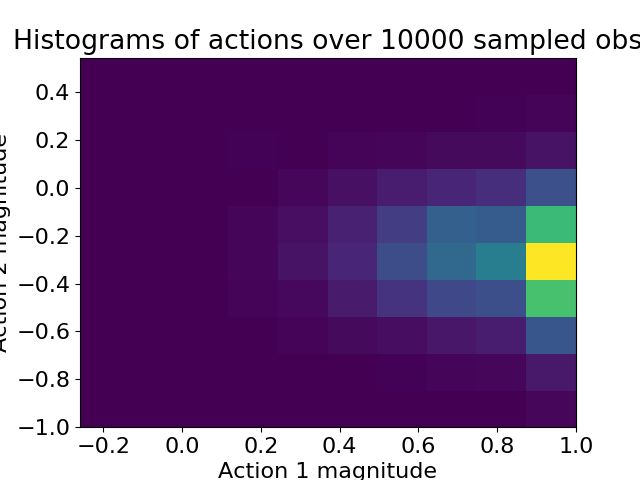 Histograms of actions over 10000 sampled obs
0.4
0.2
0.0
−0.2
−0.4
−0.6
−0.8
−1.0
Action 2 magnitude
−0.2 0.0 0.2 0.4 0.6 0.8 1.0
Action 1 magnitude